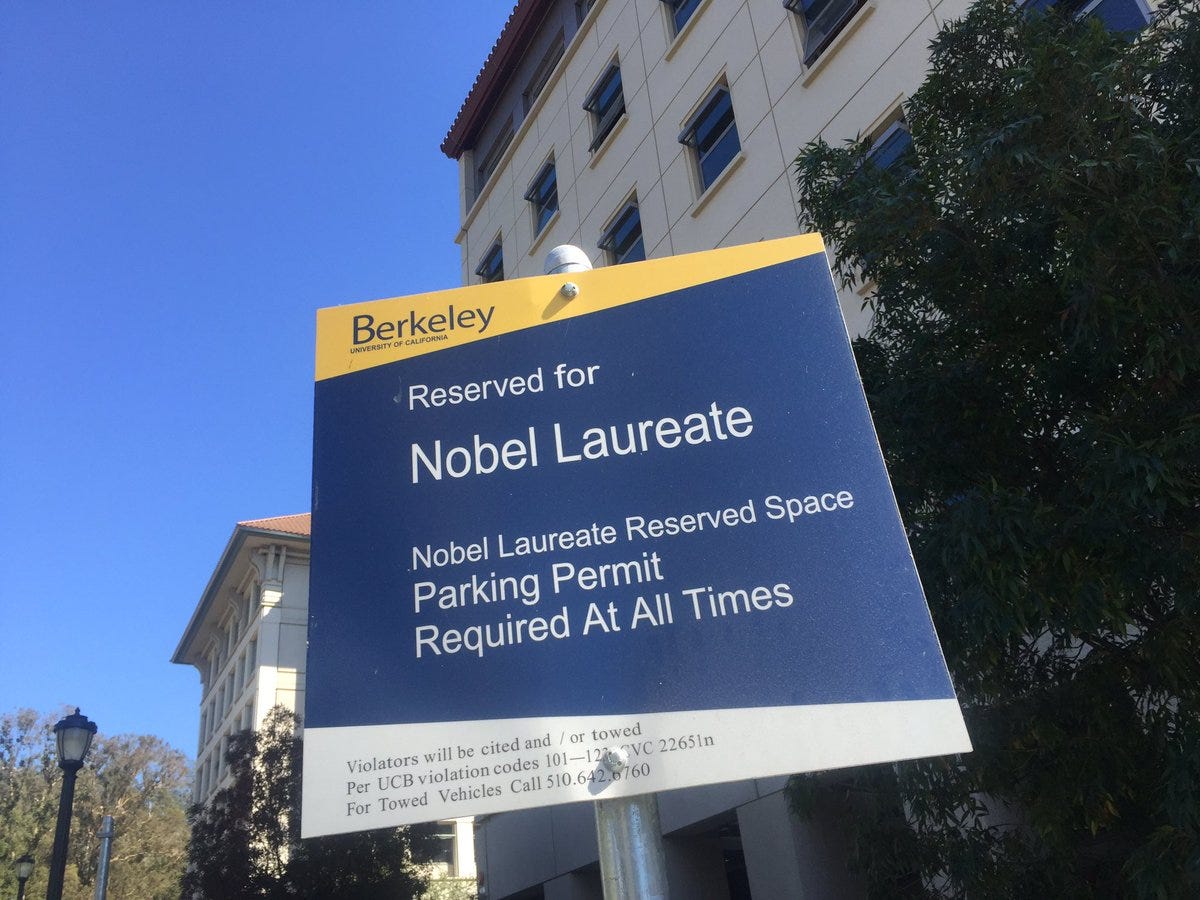 Berkeley
UNIVERSITY OF CALIFORNIA
Reserved for
Nobel Laureate
Nobel Laureate Reserved Space
Parking Permit
Required At All Times
Violators will be cited and / or towed
Per UCB violation codes 101—12 CVC 22651n
For Towed Vehicles Call 510.642.6760